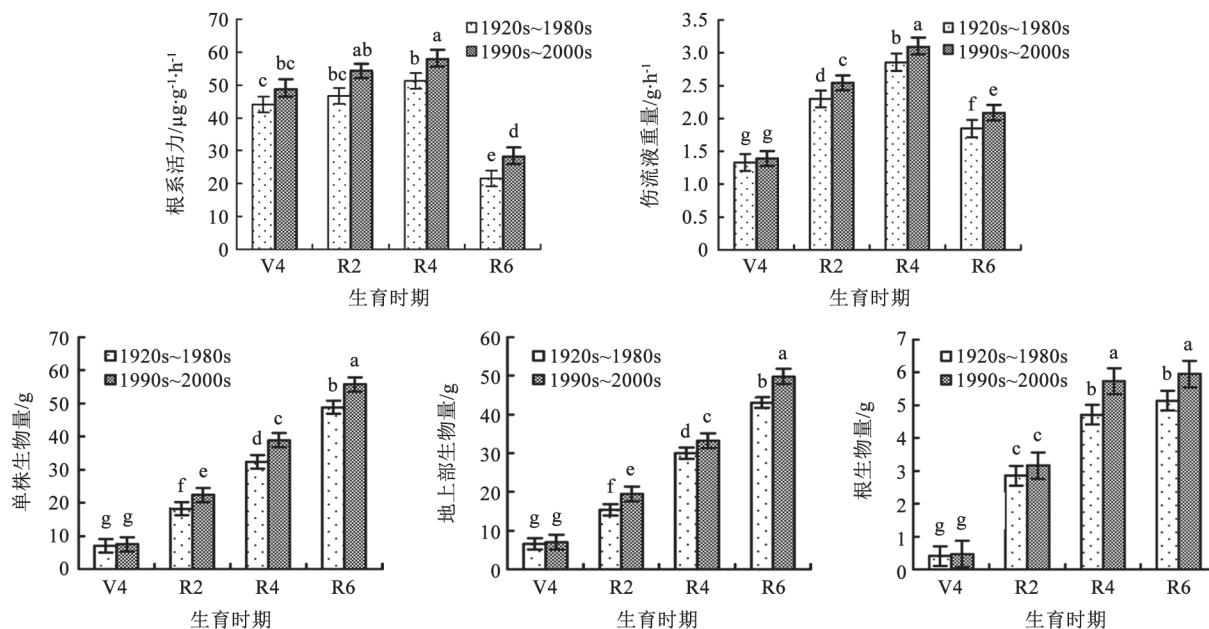 根系活力/μg·g⁻¹·h⁻¹
70
60
50
40
30
20
10
0
1920s~1980s
1990s~2000s
c bc bc ab b a e d
V4 R2 R4 R6
生育时期
伤流液重量/g·h⁻¹
3.5
3.0
2.5
2.0
1.5
1.0
0.5
0
1920s~1980s
1990s~2000s
g g d c b a f e
V4 R2 R4 R6
生育时期
单株生物量/g
70
60
50
40
30
20
10
0
1920s~1980s
1990s~2000s
g g f e d c b a
V4 R2 R4 R6
生育时期
地上部生物量/g
60
50
40
30
20
10
0
1920s~1980s
1990s~2000s
g g f e d c b a
V4 R2 R4 R6
生育时期
根生物量/g
7
6
5
4
3
2
1
0
1920s~1980s
1990s~2000s
g g c c b a b a
V4 R2 R4 R6
生育时期